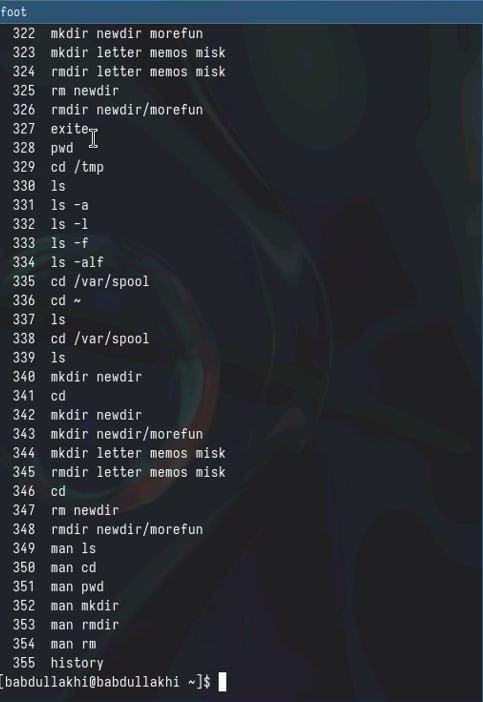 foot
322 mkdir newdir morefun
323 mkdir letter memos misk
324 rmdir letter memos misk
325 rm newdir
326 rmdir newdir/morefun
327 exite
328 pwd
329 cd /tmp
330 ls
331 ls -a
332 ls -l
333 ls -f
334 ls -alf
335 cd /var/spool
336 cd ~
337 ls
338 cd /var/spool
339 ls
340 mkdir newdir
341 cd
342 mkdir newdir
343 mkdir newdir/morefun
344 mkdir letter memos misk
345 rmdir letter memos misk
346 cd
347 rm newdir
348 rmdir newdir/morefun
349 man ls
350 man cd
351 man pwd
352 man mkdir
353 man rmdir
354 man rm
355 history
[babdullakhi@babdullakhi ~]$